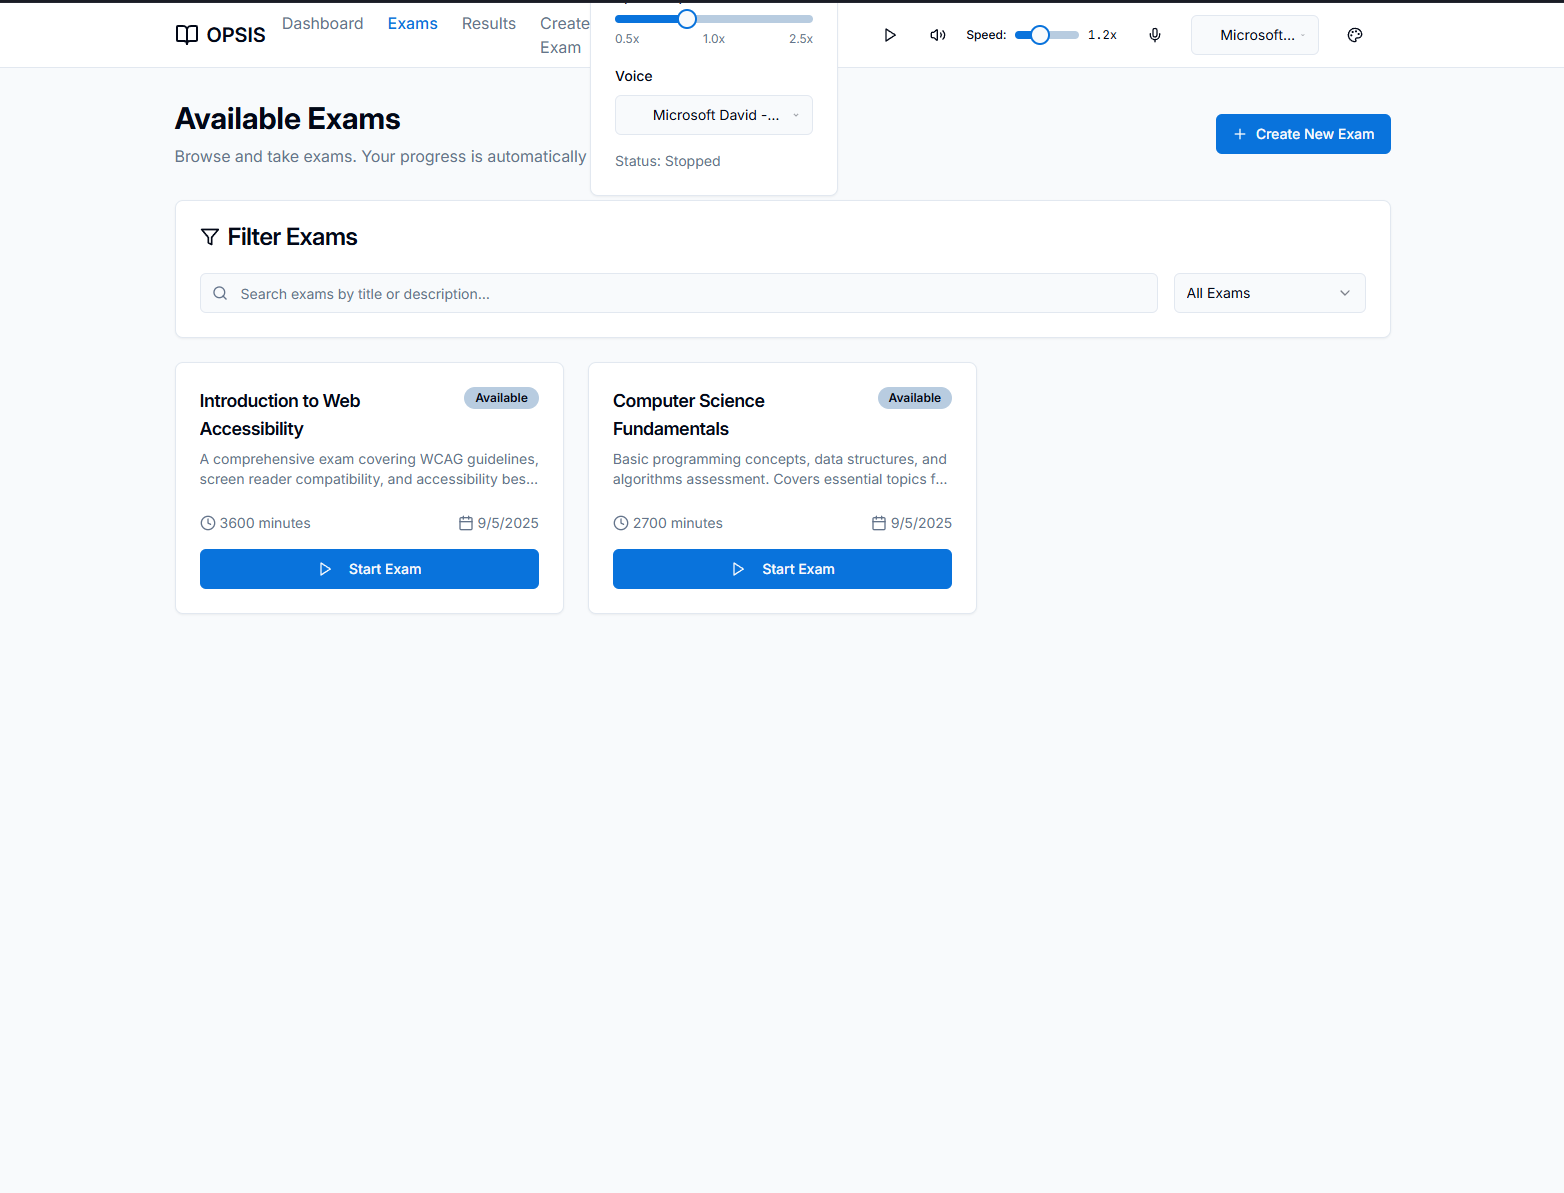 OPSIS
Dashboard
Exams
Results
Create
Exam
0.5x 1.0x 2.5x
Voice
Microsoft David -...
Status: Stopped
Speed: 1.2x
Microsoft...
Available Exams
Browse and take exams. Your progress is automatically
Create New Exam
Filter Exams
Search exams by title or description...
All Exams
Introduction to Web
Accessibility
Available
A comprehensive exam covering WCAG guidelines,
screen reader compatibility, and accessibility bes...
3600 minutes
9/5/2025
Start Exam
Computer Science
Fundamentals
Available
Basic programming concepts, data structures, and
algorithms assessment. Covers essential topics f...
2700 minutes
9/5/2025
Start Exam